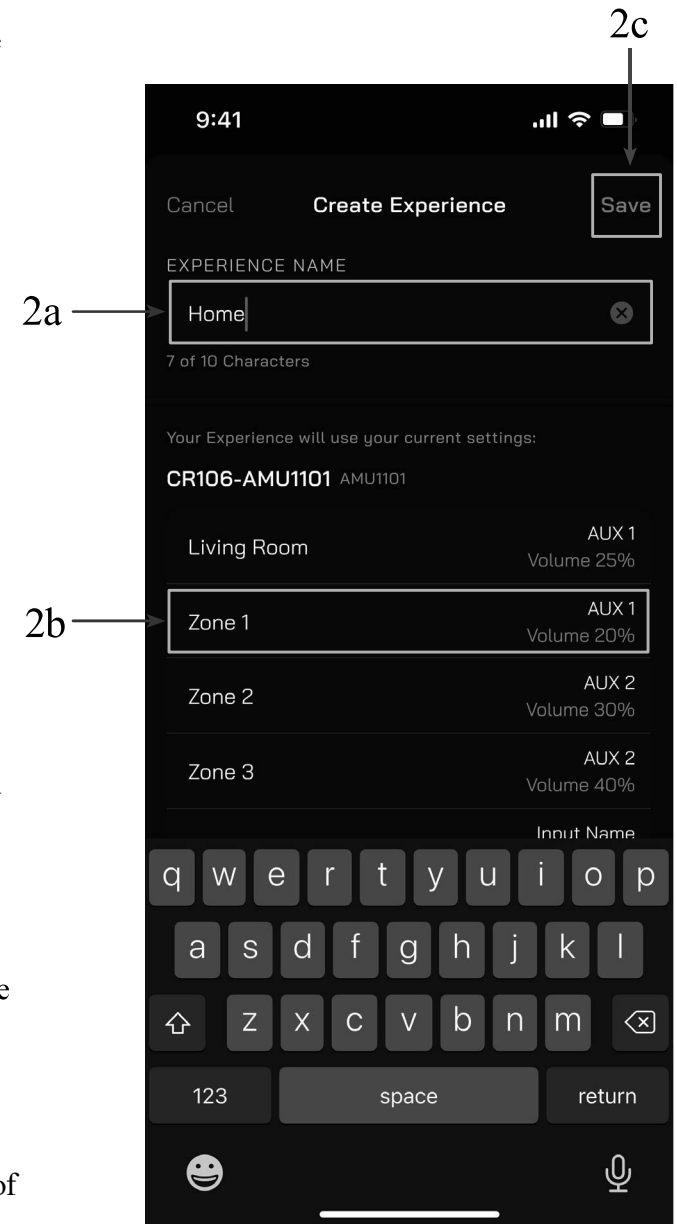 2c
9:41
Cancel Create Experience Save
EXPERIENCE NAME
2a
Home
7 of 10 Characters
Your Experience will use your current settings:
CR106-AMU1101 AMU1101
Living Room AUX 1
Volume 25%
2b
Zone 1 AUX 1
Volume 20%
Zone 2 AUX 2
Volume 30%
Zone 3 AUX 2
Volume 40%
Input Name
q w e r t y u i o p
a s d f g h j k l
e
z x c v b n m
123 space return
of